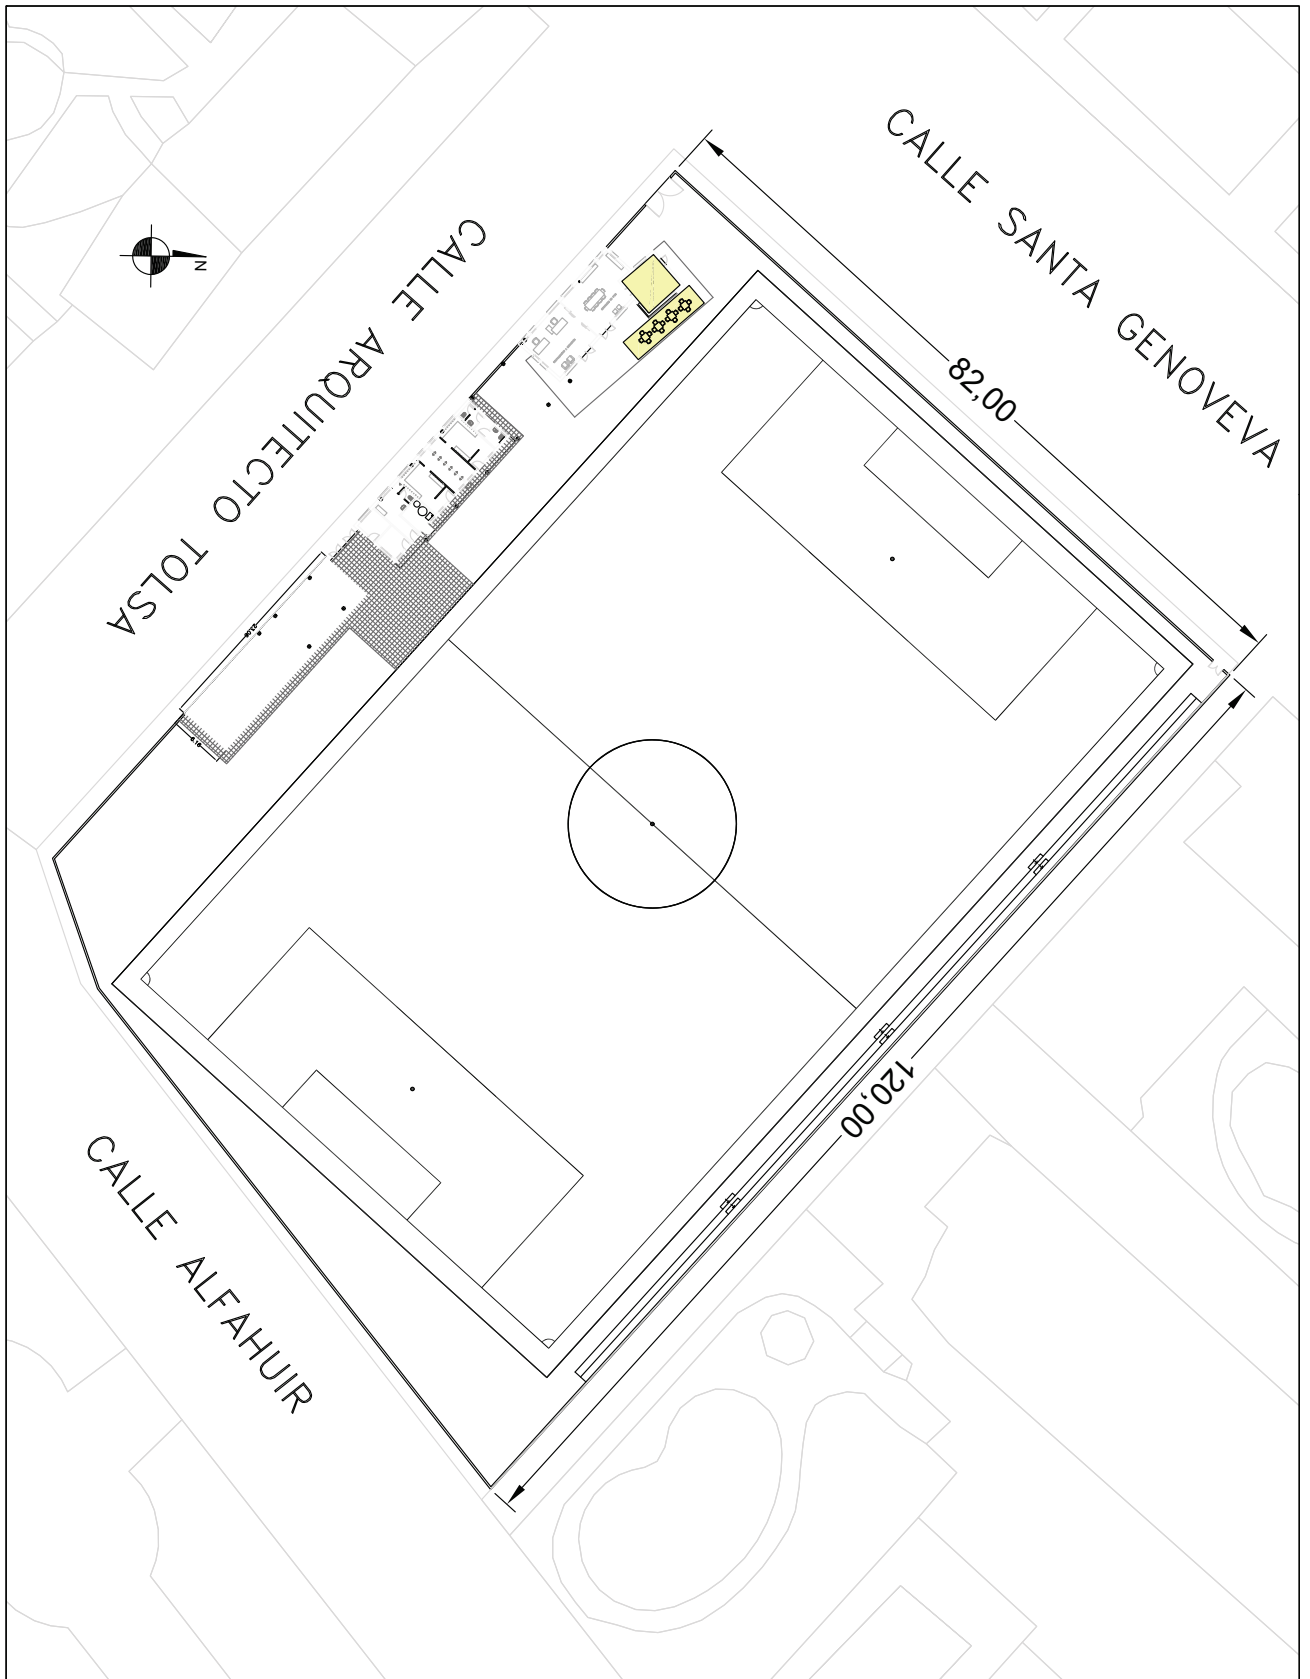 CALLE SANTA GENOVEVA
82,00
CALLE ARQUITECTO TOLSA
N
120,00
CALLE ALFAHUIR